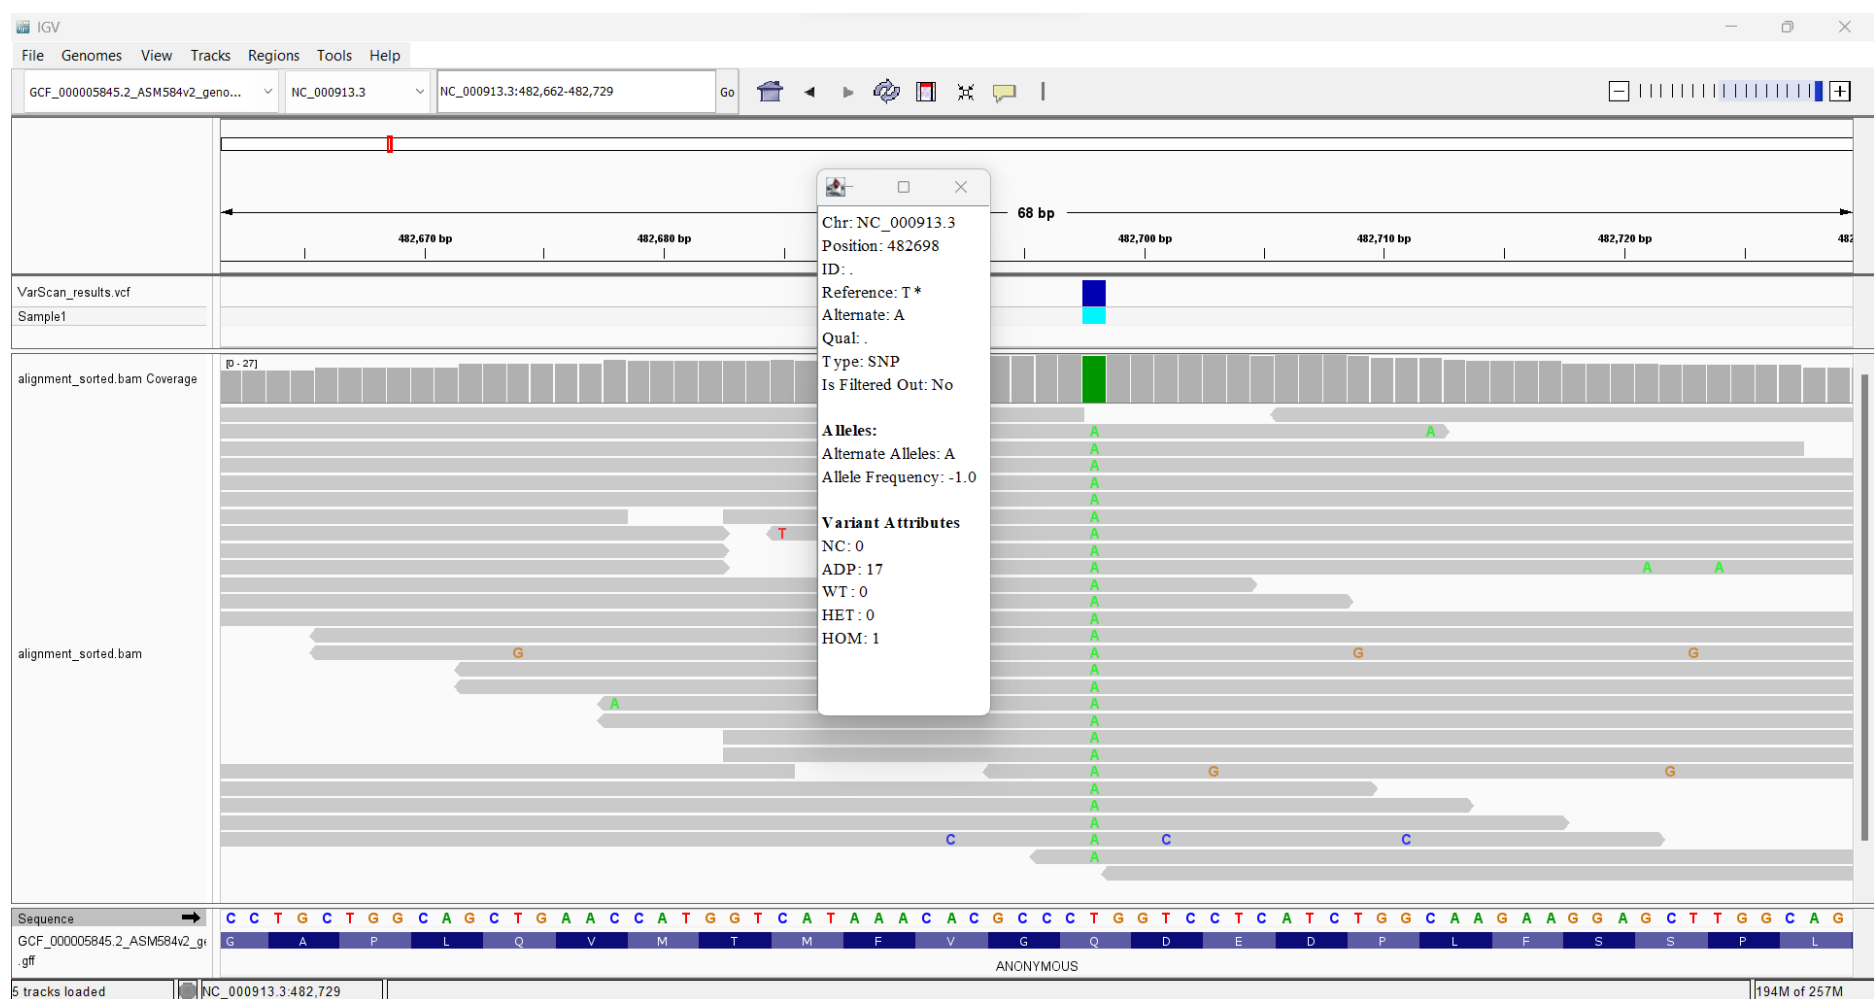 IGV
File Genomes View Tracks Regions Tools Help
GCF_000005845.2_ASM584v2_geno... NC_000913.3 NC_000913.3:482,662-482,729 Go
68 bp
482,670 bp 482,680 bp 482,700 bp 482,710 bp 482,720 bp 482
Chr: NC_000913.3
Position: 482698
ID: .
Reference: T*
Alternate: A
Qual: .
Type: SNP
Is Filtered Out: No
Alleles:
Alternate Alleles: A
Allele Frequency: -1.0
Variant Attributes
NC: 0
ADP: 17
WT: 0
HET: 0
HOM: 1
VarScan_results.vcf
Sample1
alignment_sorted.bam Coverage
[0 - 27]
A A
A
A
A
A
A
T A
A
A A A
A
A
A
A
G A G G
A
A
A A
A
A
A
A G G
A
A
A
C A C C
A
alignment_sorted.bam
Sequence C C T G C T G G C A G C T G A A C C A T G G T C A T A A A C A C G C C C T G G T C C T C A T C T G G C A A G A A G G A G C T T G G C A G
GCF_000005845.2_ASM584v2_ge G A P L Q V M T M F V G Q D E D P L F S S P L
.gff
ANONYMOUS
5 tracks loaded NC_000913.3:482,729 194M of 257M